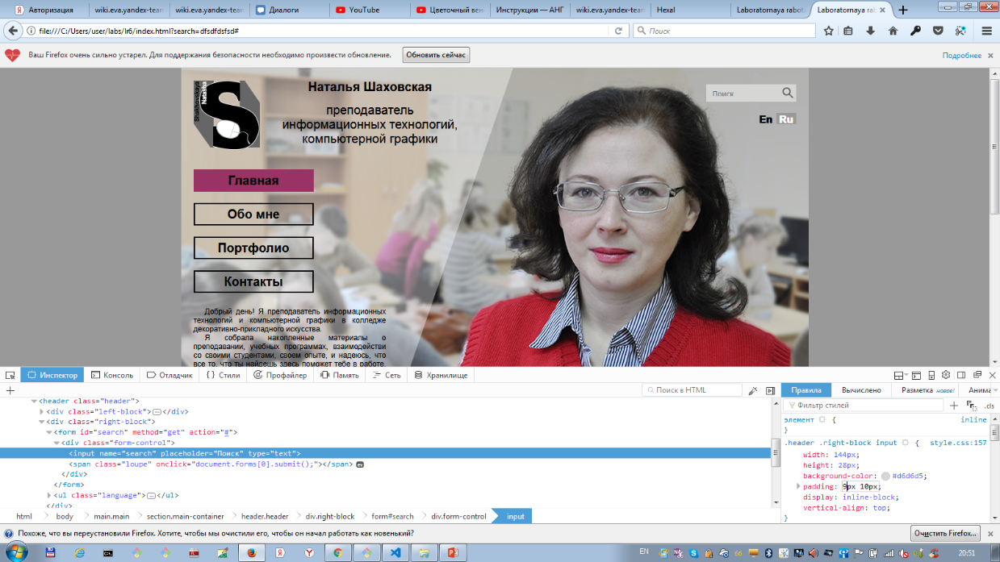 Авторизация
wiki.eva.yandex-tean
wiki.eva.yandex-tean
Диалоги
YouTube
Цветочный вен
Инструкции — АНГ
wiki.eva.yandex-tean
Hexal
Laboratornaya rabot
Laboratornaya rab
file:///C:/Users/user/labs/lr6/index.html?search=dfsdfdsfsd#
Поиск
Ваш Firefox очень сильно устарел. Для поддержания безопасности необходимо произвести обновление.
Обновить сейчас
Подробнее
Shakhovskaya
Natasha
Наталья Шаховская
преподаватель
информационных технологий,
компьютерной графики
Поиск
En Ru
Главная
Обо мне
Портфолио
Контакты
Добрый день! Я преподаватель информационных
технологий и компьютерной графики в колледже
декоративно-прикладного искусства.
Я собрала накопленные материалы о
преподавании, учебных программах, взаимодействи
со своими студентами, своем опыте, и надеюсь, что
все то, что ты найдешь здесь поможет тебе в работе,
Инспектор
Консоль
Отладчик
{ } Стили
Профайлер
Память
Сеть
Хранилище
Поиск в HTML
Правила
Вычислено
Разметка новое!
Анима
Фильтр стилей
.cls
<header class="header">
<div class="left-block"></div>
<div class="right-block">
<form id="search" method="get" action="#">
<div class="form-control">
<input name="search" placeholder="Поиск" type="text">
<span class="loupe" onclick="document.forms[0].submit();"></span> ev
</div>
</form>
<ul class="language"></ul>
</div>
элемент { inline
}
.header .right-block input { style.css:157
width: 144px;
height: 28px;
background-color: #d6d6d5;
padding: 9px 10px;
display: inline-block;
vertical-align: top;
}
html
body
main.main
section.main-container
header.header
div.right-block
form#search
div.form-control
input
Похоже, что вы переустановили Firefox. Хотите, чтобы мы очистили его, чтобы он начал работать как новенький?
Очистить Firefox...
EN
66
20:51